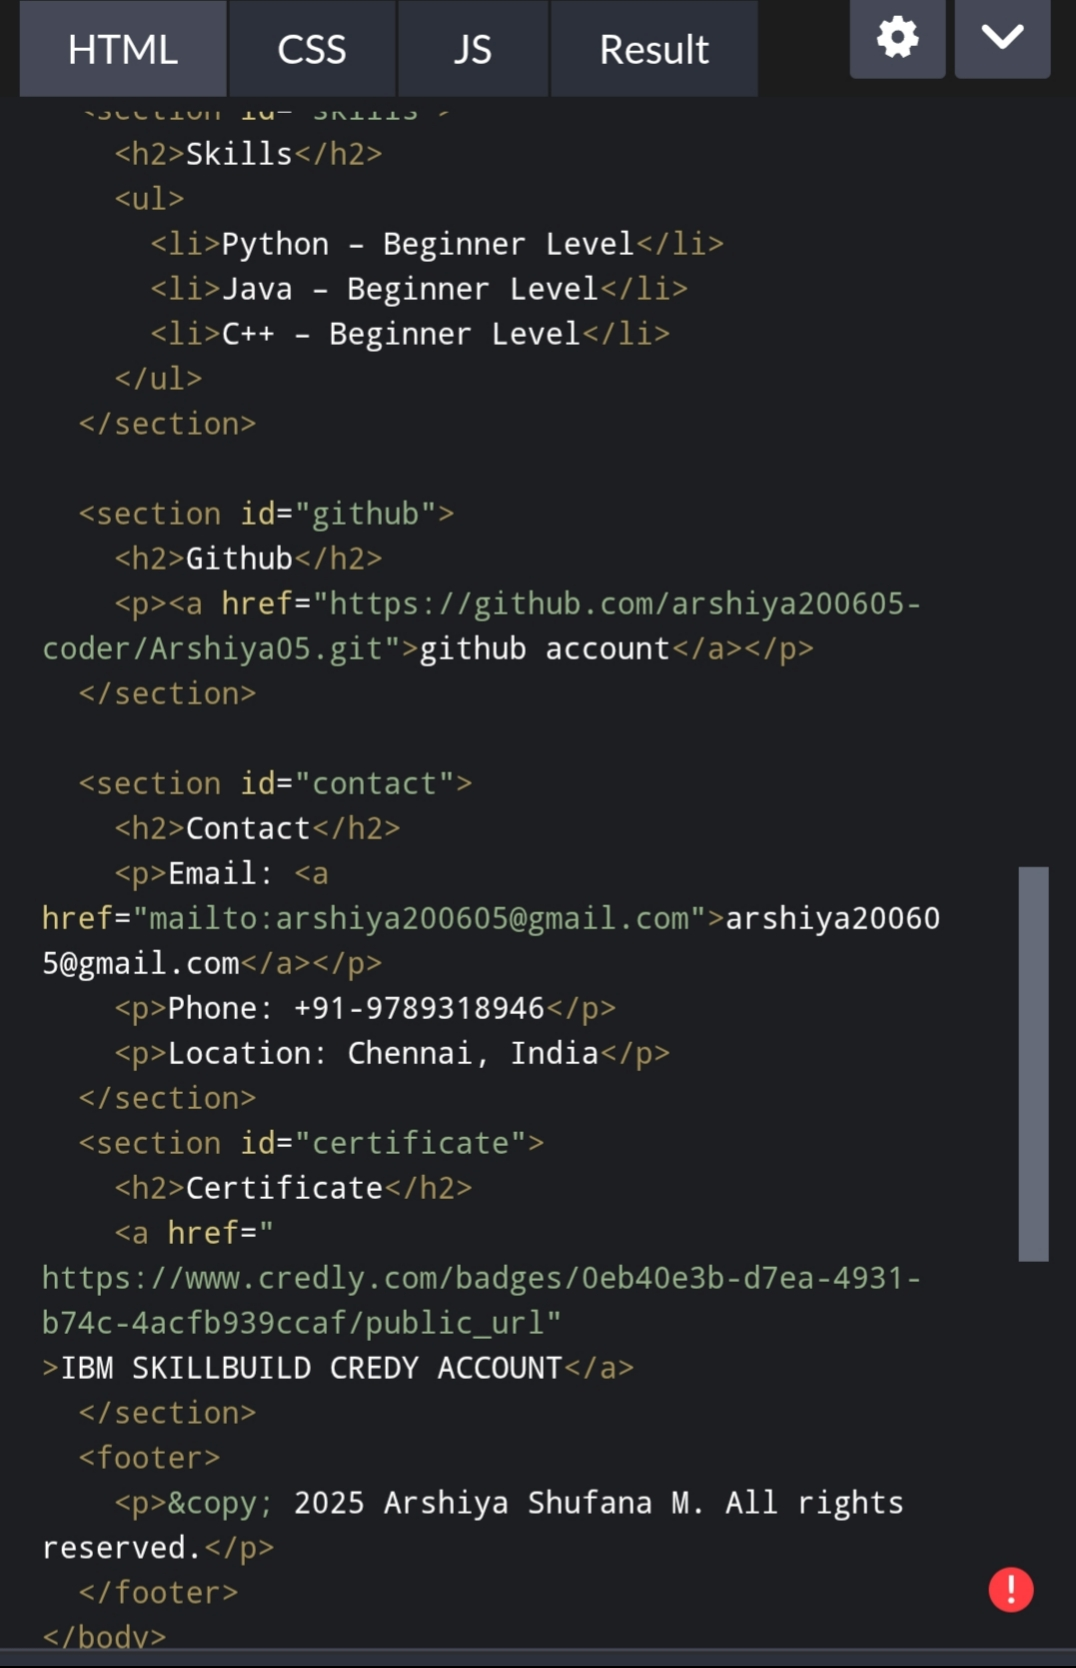 HTML CSS JS Result
<section id="skills">
<h2>Skills</h2>
<ul>
<li>Python – Beginner Level</li>
<li>Java – Beginner Level</li>
<li>C++ – Beginner Level</li>
</ul>
</section>
<section id="github">
<h2>Github</h2>
<p><a href="https://github.com/arshiya200605-
coder/Arshiya05.git">github account</a></p>
</section>
<section id="contact">
<h2>Contact</h2>
<p>Email: <a
href="mailto:arshiya200605@gmail.com">arshiya20060
5@gmail.com</a></p>
<p>Phone: +91-9789318946</p>
<p>Location: Chennai, India</p>
</section>
<section id="certificate">
<h2>Certificate</h2>
<a href="
https://www.credly.com/badges/0eb40e3b-d7ea-4931-
b74c-4acfb939ccaf/public_url"
>IBM SKILLBUILD CREDY ACCOUNT</a>
</section>
<footer>
<p>&copy; 2025 Arshiya Shufana M. All rights
reserved.</p>
</footer>
</body>